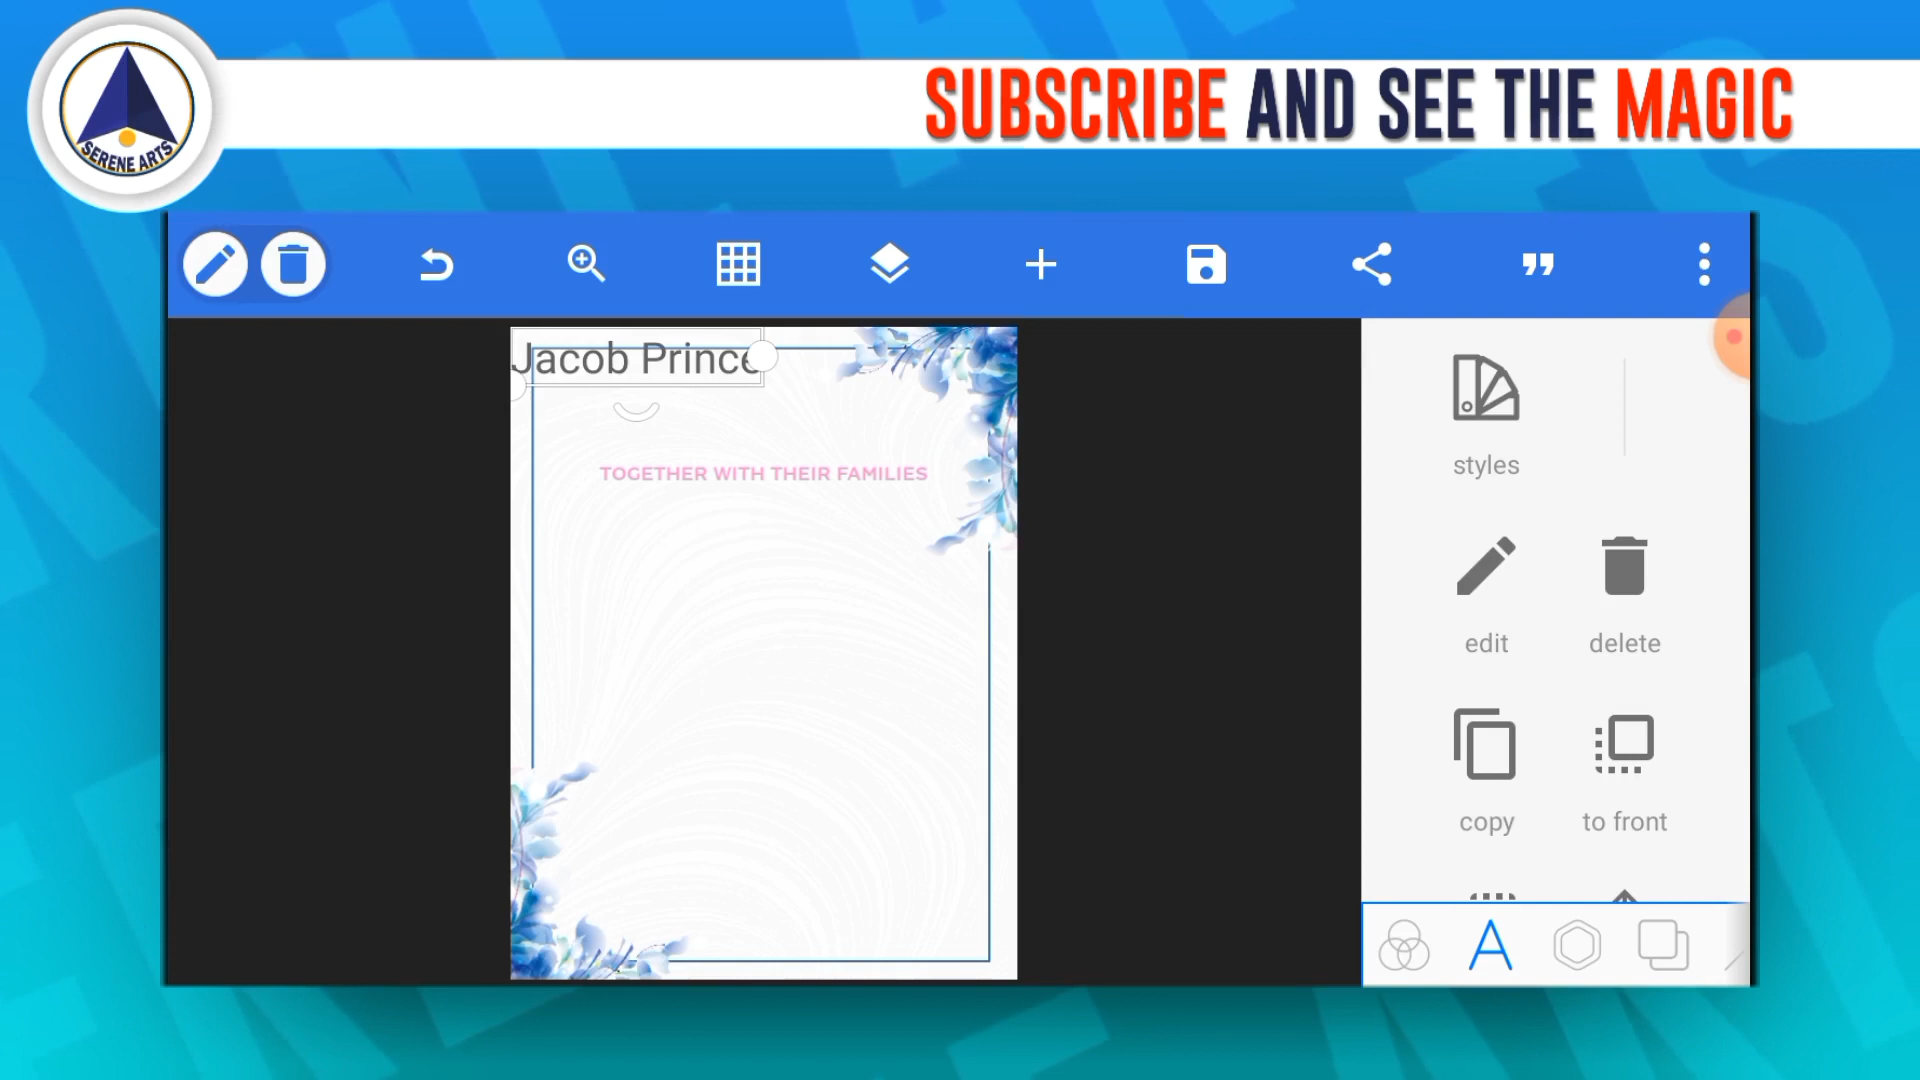 SUBSCRIBE AND SEE THE MAGIC
SERENE ARTS
Jacob Prince
TOGETHER WITH THEIR FAMILIES
styles
edit
delete
copy
to front
A